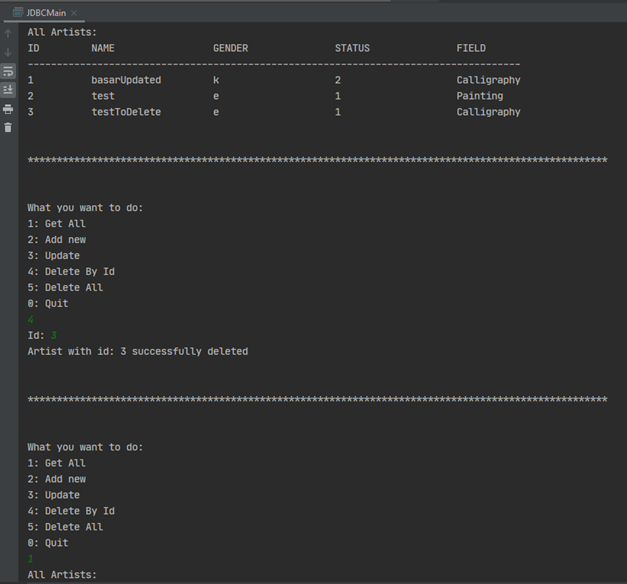 JDBCMain
All Artists:
ID NAME GENDER STATUS FIELD
-------------------------------------------------------------------------------------
1 basarUpdated k 2 Calligraphy
2 test e 1 Painting
3 testToDelete e 1 Calligraphy
****************************************************************************************************
What you want to do:
1: Get All
2: Add new
3: Update
4: Delete By Id
5: Delete All
0: Quit
4
Id: 3
Artist with id: 3 successfully deleted
****************************************************************************************************
What you want to do:
1: Get All
2: Add new
3: Update
4: Delete By Id
5: Delete All
0: Quit
1
All Artists: